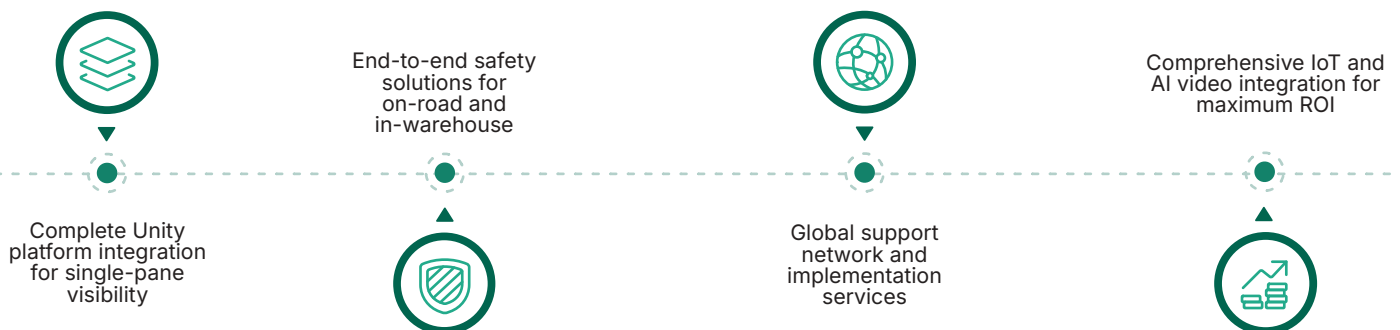 Complete Unity
platform integration
for single-pane
visibility
End-to-end safety
solutions for
on-road and
in-warehouse
Global support
network and
implementation
services
Comprehensive IoT and
AI video integration for
maximum ROI